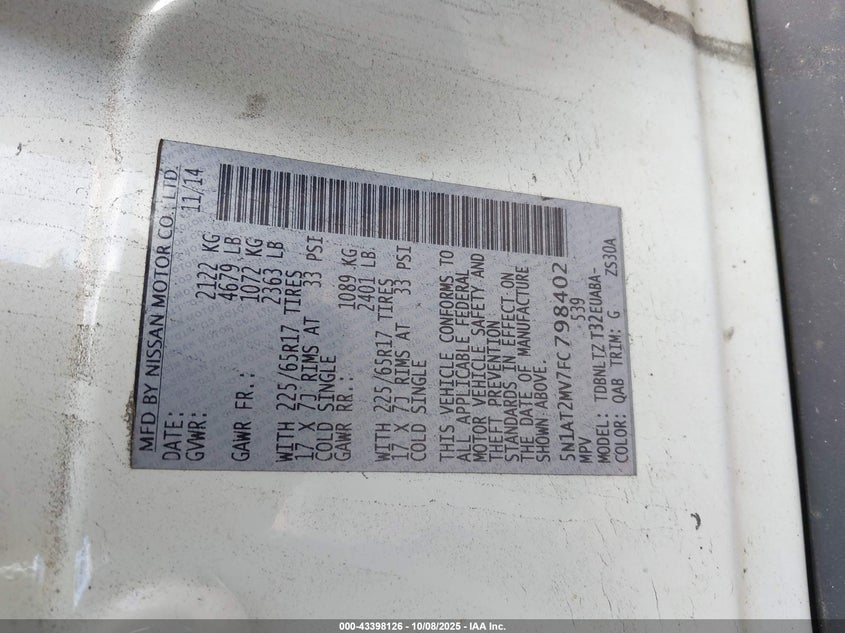 MFD BY NISSAN MOTOR CO., LTD.
DATE: 11/14
GVWR: 2122 KG
4679 LB
GAWR FR.: 1072 KG
2363 LB
WITH 225/65R17 TIRES
17 X 7J RIMS AT 33 PSI
COLD SINGLE
GAWR RR.: 1089 KG
2401 LB
WITH 225/65R17 TIRES
17 X 7J RIMS AT 33 PSI
COLD SINGLE
THIS VEHICLE CONFORMS TO
ALL APPLICABLE FEDERAL
MOTOR VEHICLE SAFETY AND
THEFT PREVENTION
STANDARDS IN EFFECT ON
THE DATE OF MANUFACTURE
SHOWN ABOVE.
5N1AT2MV7FC798402
MPV 539
MODEL: TDBNLTZ T32EUABA-
COLOR: QAB TRIM: G ZS30A
000-43398126 - 10/08/2025 - IAA Inc.